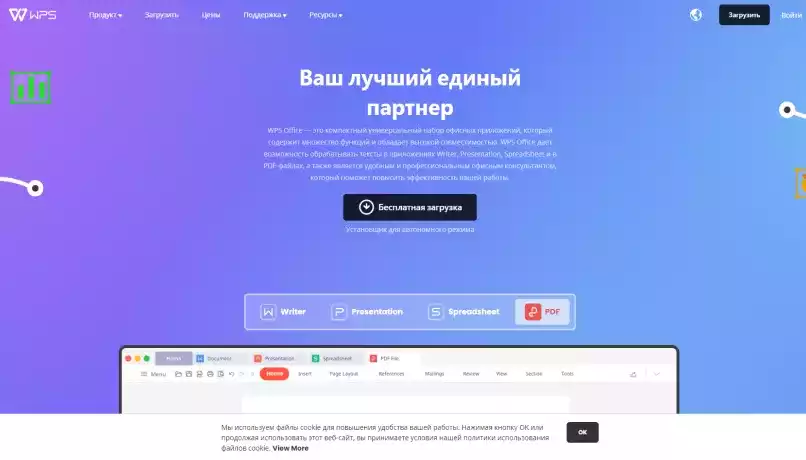 WPS
Продукт
Загрузить
Цены
Поддержка
Ресурсы
Загрузить
Войти
Ваш лучший единый
партнер
WPS Office — это компактный универсальный набор офисных приложений, который
содержит множество функций и обладает высокой совместимостью. WPS Office дает
возможность обрабатывать тексты в приложениях Writer, Presentation, Spreadsheet и в
PDF-файлах, а также является удобным и профессиональным офисным консультантом,
который поможет повысить эффективность вашей работы.
Бесплатная загрузка
Установщик для автономного режима
Writer
Presentation
Spreadsheet
PDF
Home
Document
Presentation
Spreadsheet
PDF File
Menu
Home
Insert
Page Layout
References
Mailings
Review
View
Section
Tools
Мы используем файлы cookie для повышения удобства вашей работы. Нажимая кнопку OK или
продолжая использовать этот веб-сайт, вы принимаете условия нашей политики использования
файлов cookie. View More
OK